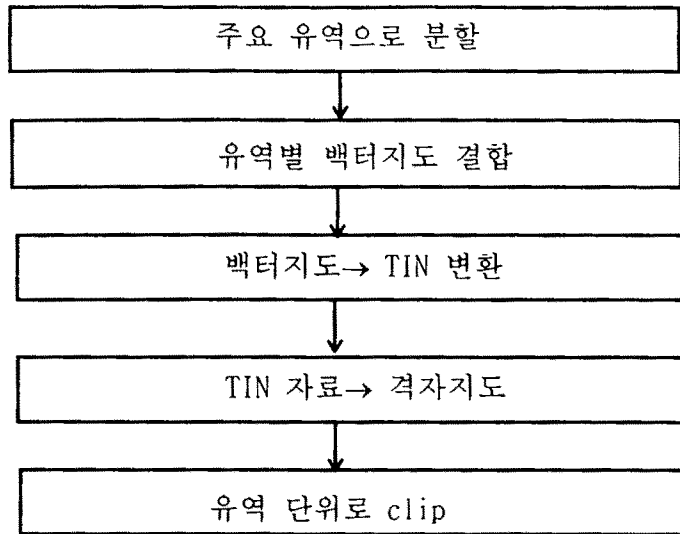 주요 유역으로 분할
유역별 백터지도 결합
백터지도→ TIN 변환
TIN 자료→ 격자지도
유역 단위로 clip